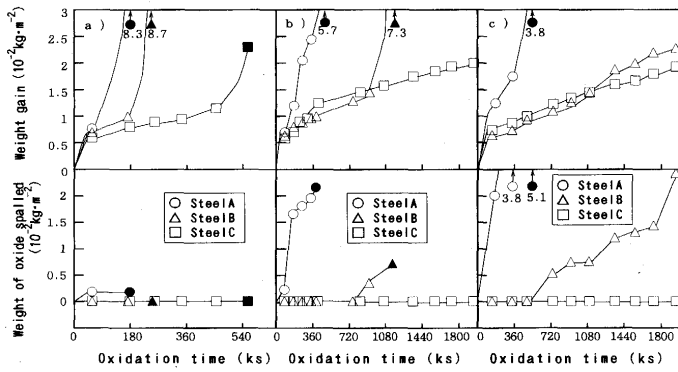 Weight gain (10⁻²kg·m⁻²)
3
2.5
2
1.5
1
0.5
0
a )
8.3
8.7
b )
5.7
7.3
c )
3.8
Weight of oxide spalled
(10⁻²kg·m⁻²)
2
1.5
1
0.5
0
SteelA
SteelB
SteelC
SteelA
SteelB
SteelC
3.8
5.1
SteelA
SteelB
SteelC
0 180 360 540
0 360 720 1080 1440 1800
0 360 720 1080 1440 1800
Oxidation time (ks)
Oxidation time (ks)
Oxidation time (ks)